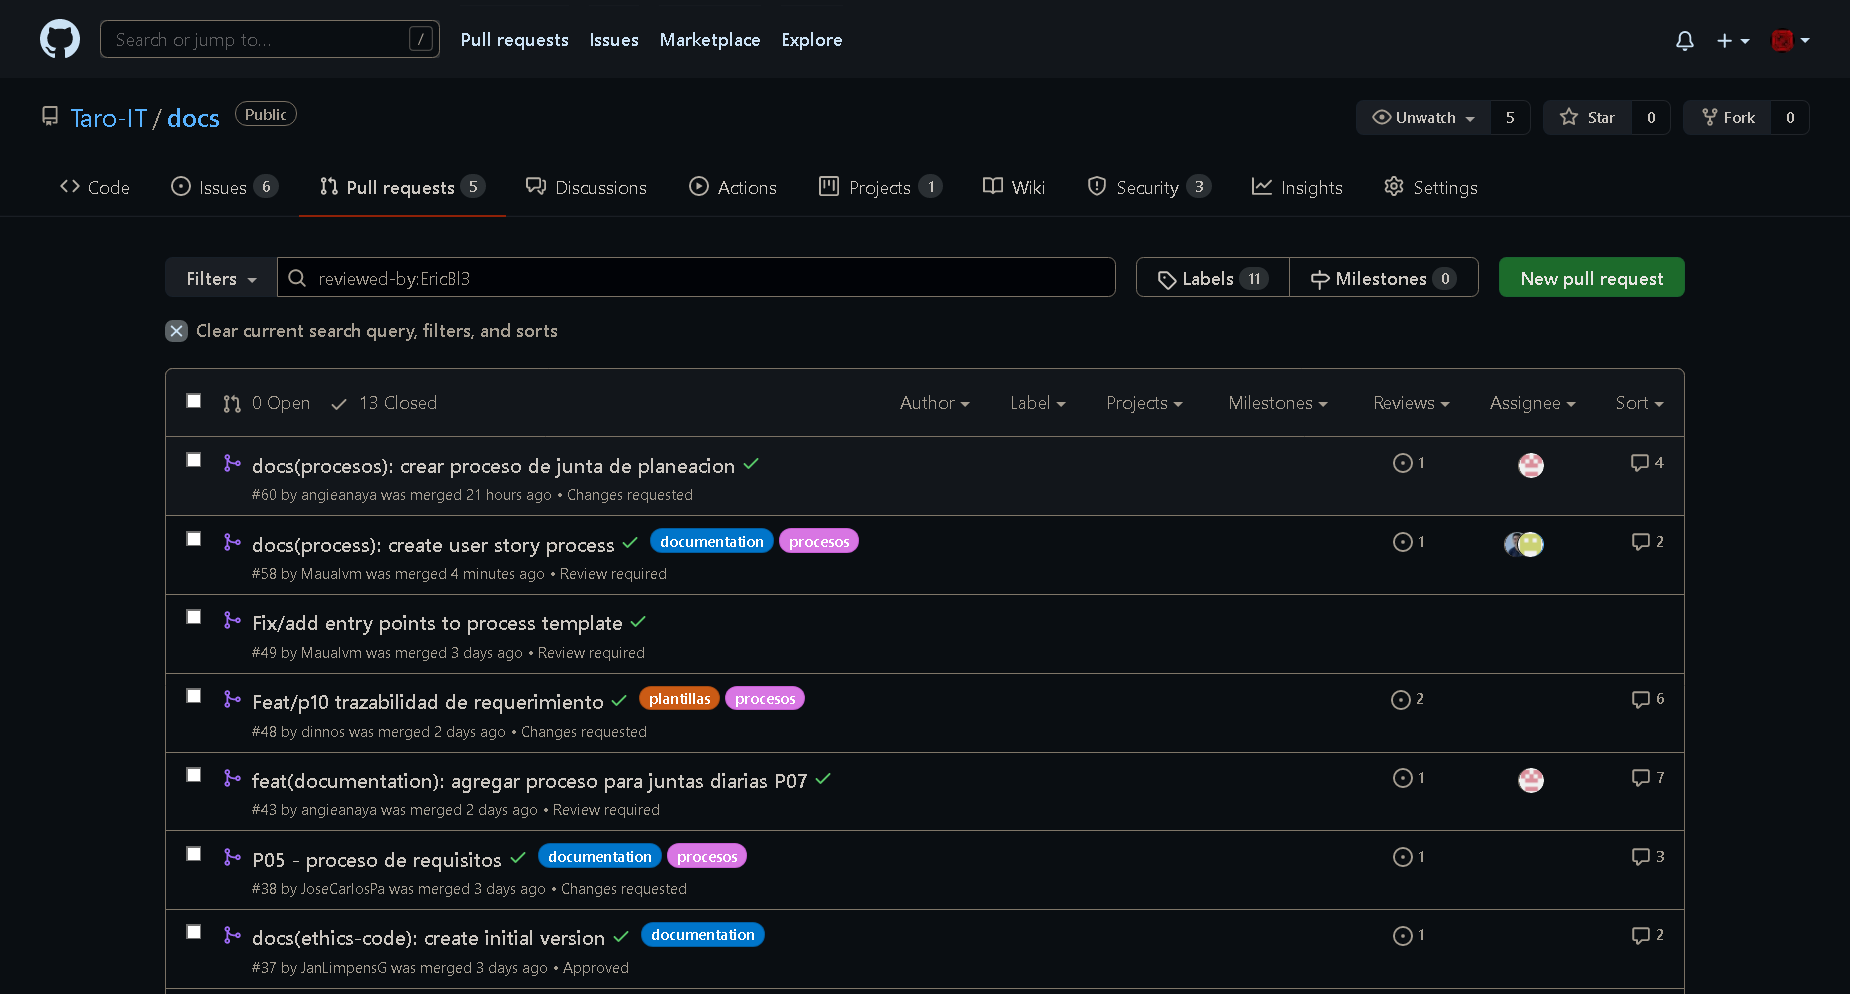 Search or jump to... /
Pull requests Issues Marketplace Explore
Taro-IT / docs Public
Unwatch 5 Star 0 Fork 0
Code Issues 6 Pull requests 5 Discussions Actions Projects 1 Wiki Security 3 Insights Settings
Filters reviewed-by:EricBl3 Labels 11 Milestones 0 New pull request
Clear current search query, filters, and sorts
0 Open 13 Closed Author Label Projects Milestones Reviews Assignee Sort
docs(procesos): crear proceso de junta de planeacion 1 4
#60 by angieanaya was merged 21 hours ago • Changes requested
docs(process): create user story process documentation procesos 1 2
#58 by Maualvm was merged 4 minutes ago • Review required
Fix/add entry points to process template
#49 by Maualvm was merged 3 days ago • Review required
Feat/p10 trazabilidad de requerimiento plantillas procesos 2 6
#48 by dinnos was merged 2 days ago • Changes requested
feat(documentation): agregar proceso para juntas diarias P07 1 7
#43 by angieanaya was merged 2 days ago • Review required
P05 - proceso de requisitos documentation procesos 1 3
#38 by JoseCarlosPa was merged 3 days ago • Changes requested
docs(ethics-code): create initial version documentation 1 2
#37 by JanLimpensG was merged 3 days ago • Approved